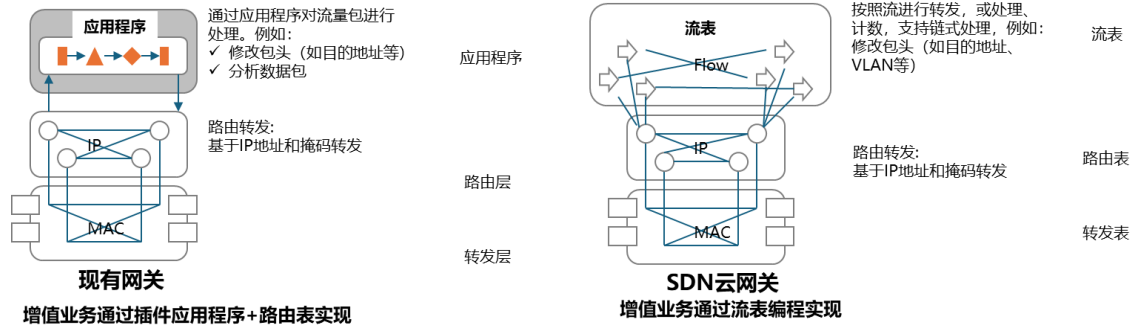 应用程序
通过应用程序对流量包进行
处理。例如:
✓ 修改包头（如目的地址等）
✓ 分析数据包
应用程序
IP
路由转发:
基于IP地址和掩码转发
路由层
MAC
转发层
现有网关
增值业务通过插件应用程序+路由表实现
流表
Flow
按照流进行转发，或处理、
计数，支持链式处理，例如:
修改包头（如目的地址、
VLAN等）
流表
IP
路由转发:
基于IP地址和掩码转发
路由表
MAC
转发表
SDN云网关
增值业务通过流表编程实现